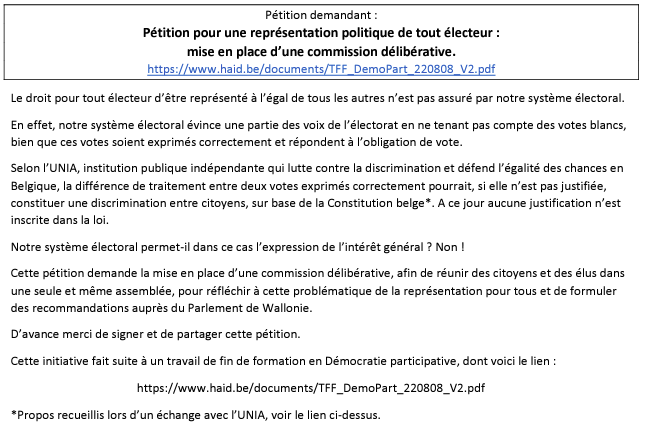 Pétition demandant :
Pétition pour une représentation politique de tout électeur :
mise en place d’une commission délibérative.
https://www.haid.be/documents/TFF_DemoPart_220808_V2.pdf
Le droit pour tout électeur d’être représenté à l’égal de tous les autres n’est pas assuré par notre système électoral.
En effet, notre système électoral évince une partie des voix de l’électorat en ne tenant pas compte des votes blancs,
bien que ces votes soient exprimés correctement et répondent à l’obligation de vote.
Selon l’UNIA, institution publique indépendante qui lutte contre la discrimination et défend l’égalité des chances en
Belgique, la différence de traitement entre deux votes exprimés correctement pourrait, si elle n’est pas justifiée,
constituer une discrimination entre citoyens, sur base de la Constitution belge*. A ce jour aucune justification n’est
inscrite dans la loi.
Notre système électoral permet-il dans ce cas l’expression de l’intérêt général ? Non !
Cette pétition demande la mise en place d’une commission délibérative, afin de réunir des citoyens et des élus dans
une seule et même assemblée, pour réfléchir à cette problématique de la représentation pour tous et de formuler
des recommandations auprès du Parlement de Wallonie.
D’avance merci de signer et de partager cette pétition.
Cette initiative fait suite à un travail de fin de formation en Démocratie participative, dont voici le lien :
https://www.haid.be/documents/TFF_DemoPart_220808_V2.pdf
*Propos recueillis lors d’un échange avec l’UNIA, voir le lien ci-dessus.